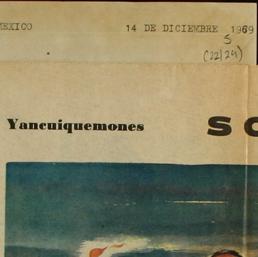 MEXICO 14 DE DICIEMBRE 1969
S
(22/24)
Yancuiquemones SO